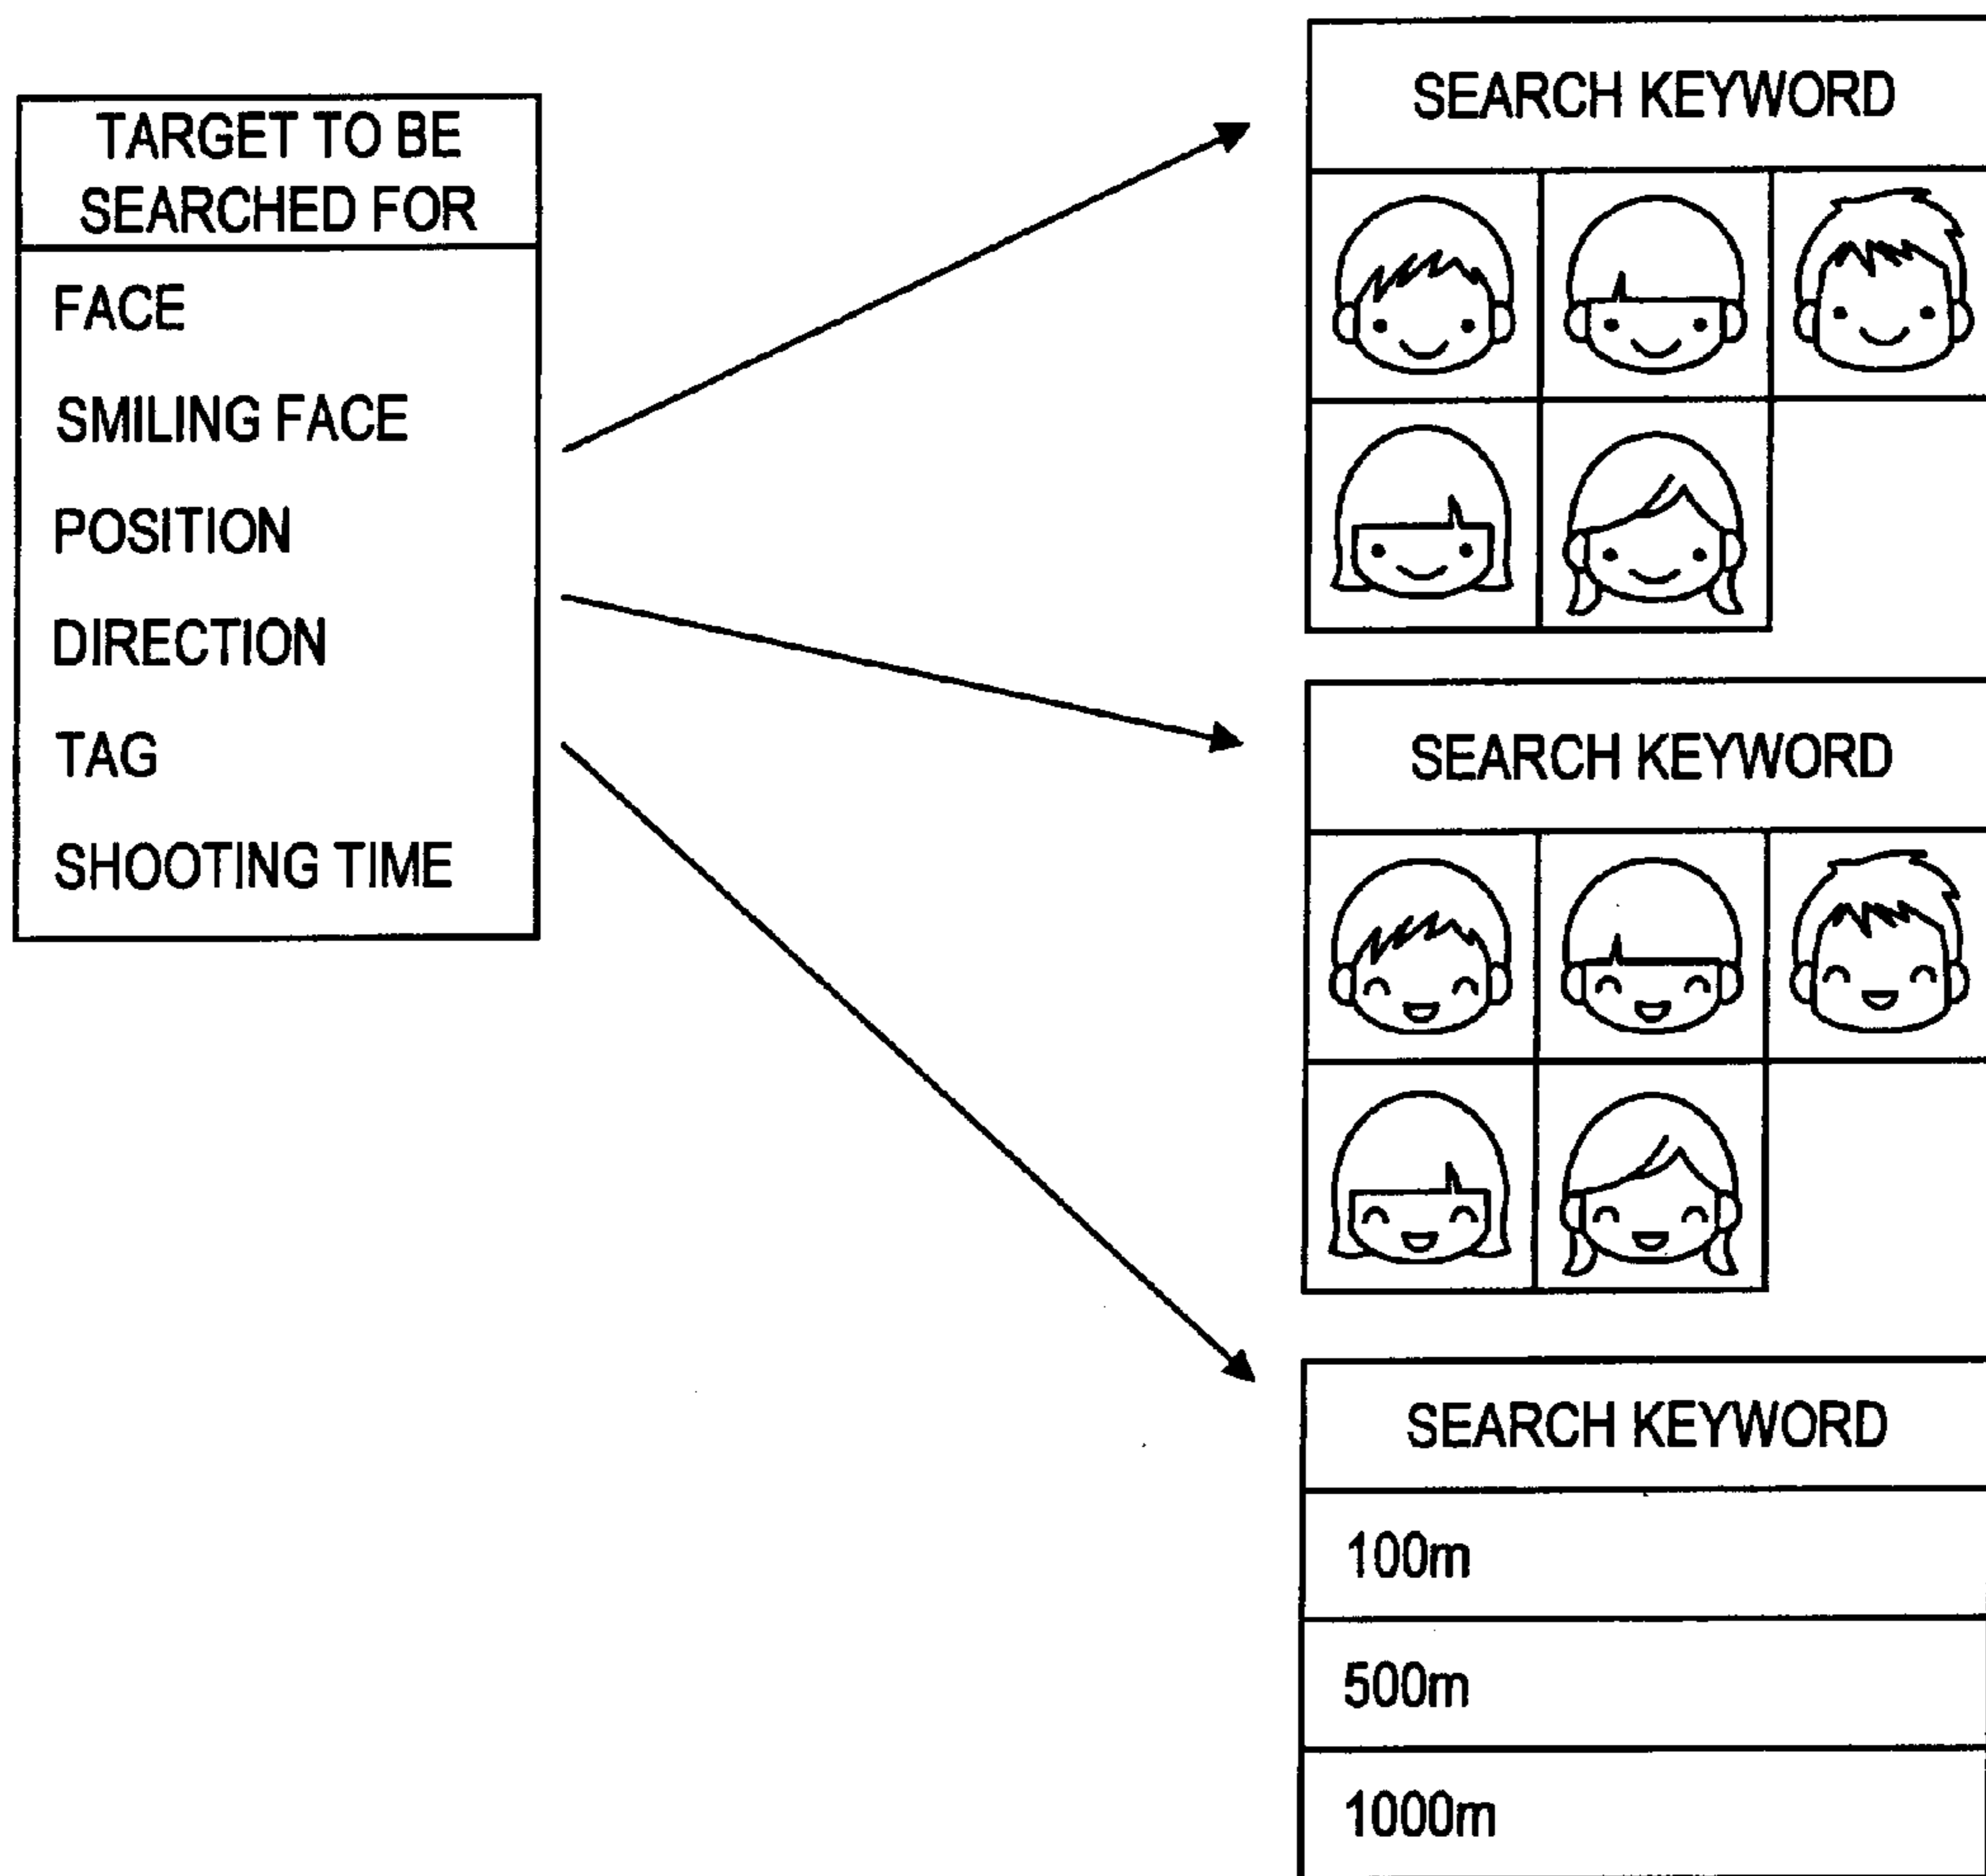 TARGET TO BE
SEARCHED FOR
FACE
SMILING FACE
POSITION
DIRECTION
TAG
SHOOTING TIME
SEARCH KEYWORD
SEARCH KEYWORD
SEARCH KEYWORD
100m
500m
1000m